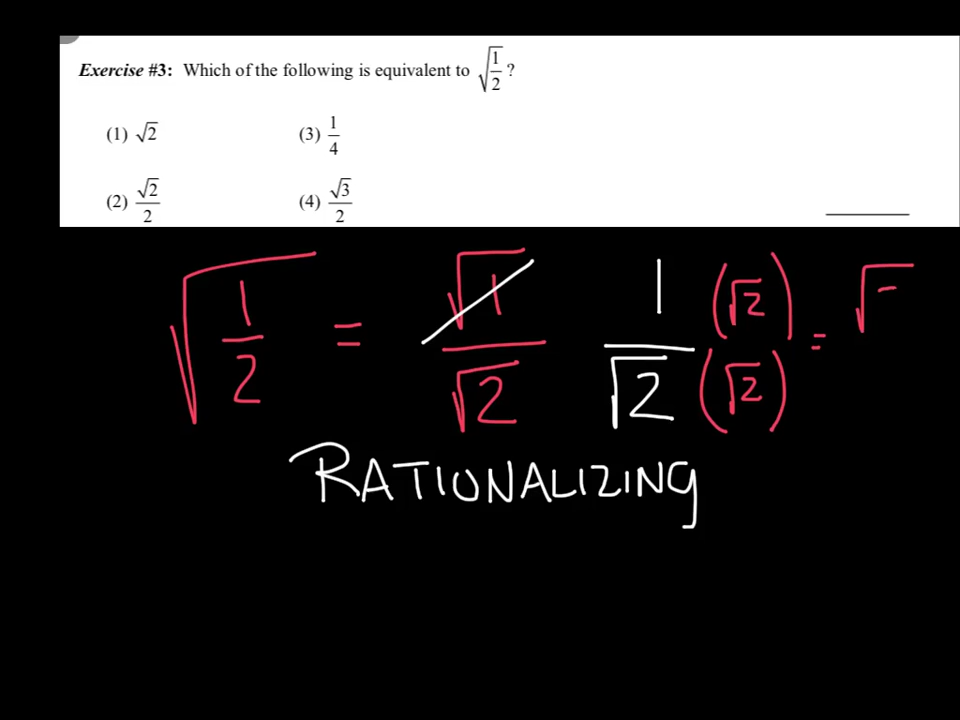 Exercise #3: Which of the following is equivalent to √(1/2) ?
(1) √2 (3) 1/4
(2) √2/2 (4) √3/2
√(1/2) = √1/√2 1/√2 (√2)/(√2) = √
RATIONALIZING